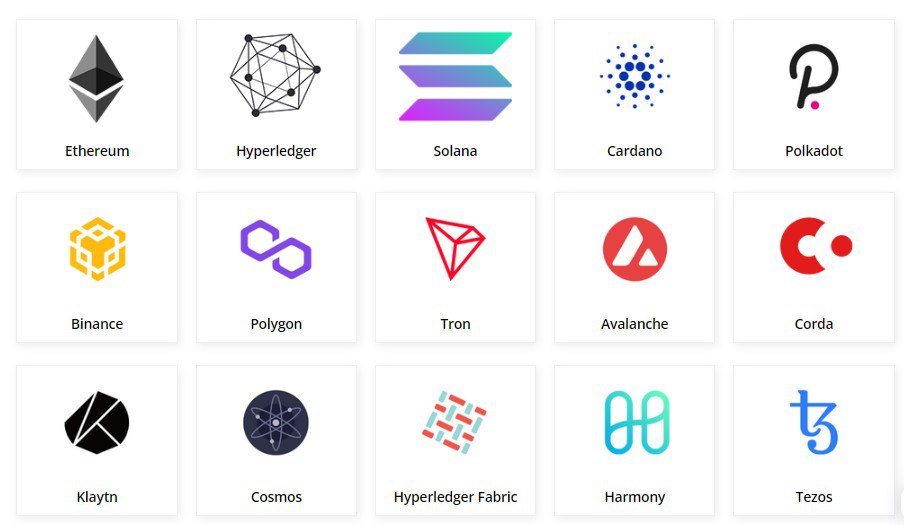 Ethereum
Hyperledger
Solana
Cardano
Polkadot
Binance
Polygon
Tron
Avalanche
Corda
Klaytn
Cosmos
Hyperledger Fabric
Harmony
Tezos